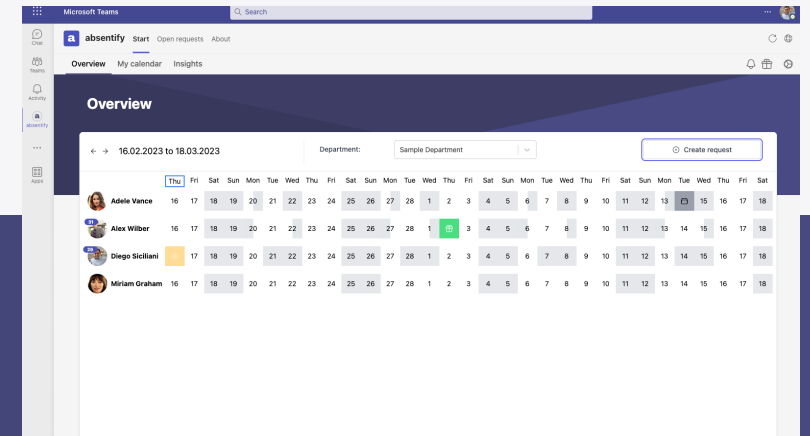 Microsoft Teams
Search
Chat
Teams
Activity
absentify
Apps
a absentify Start Open requests About
Overview My calendar Insights
Overview
16.02.2023 to 18.03.2023
Department:
Sample Department
Create request
Thu Fri Sat Sun Mon Tue Wed Thu Fri Sat Sun Mon Tue Wed Thu Fri Sat Sun Mon Tue Wed Thu Fri Sat Sun Mon Tue Wed Thu Fri Sat
Adele Vance 16 17 18 19 20 21 22 23 24 25 26 27 28 1 2 3 4 5 6 7 8 9 10 11 12 13 15 16 17 18
31
Alex Wilber 16 17 18 19 20 21 22 23 24 25 26 27 28 1 3 4 5 6 7 8 9 10 11 12 13 14 15 16 17 18
Diego Siciliani 17 18 19 20 21 22 23 24 25 26 27 28 1 2 3 4 5 6 7 8 9 10 11 12 13 14 15 16 17 18
Miriam Graham 16 17 18 19 20 21 22 23 24 25 26 27 28 1 2 3 4 5 6 7 8 9 10 11 12 13 14 15 16 17 18